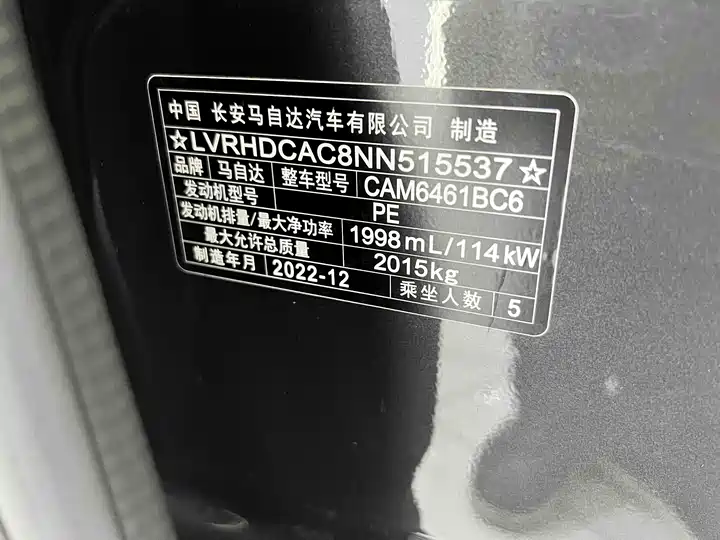 中国 长安马自达汽车有限公司 制造
☆LVRHDCAC8NN515537☆
品牌 马自达 整车型号 CAM6461BC6
发动机型号 PE
发动机排量/最大净功率 1998mL/114kW
最大允许总质量 2015kg
制造年月 2022-12 乘坐人数 5